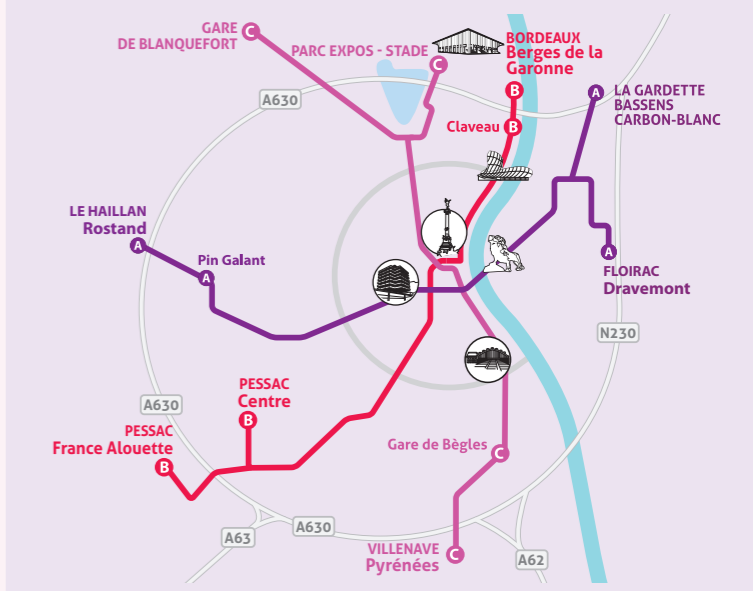 GARE
DE BLANQUEFORT
C
PARC EXPOS - STADE
C
BORDEAUX
Berges de la
Garonne
B
A
LA GARDETTE
BASSENS
CARBON-BLANC
A630
Claveau
B
LE HAILLAN
Rostand
A
Pin Galant
A
A
FLOIRAC
Dravemont
N230
PESSAC
Centre
B
A630
PESSAC
France Alouette
B
Gare de Bègles
C
A630
A63
VILLENAVE
Pyrénées
C
A62